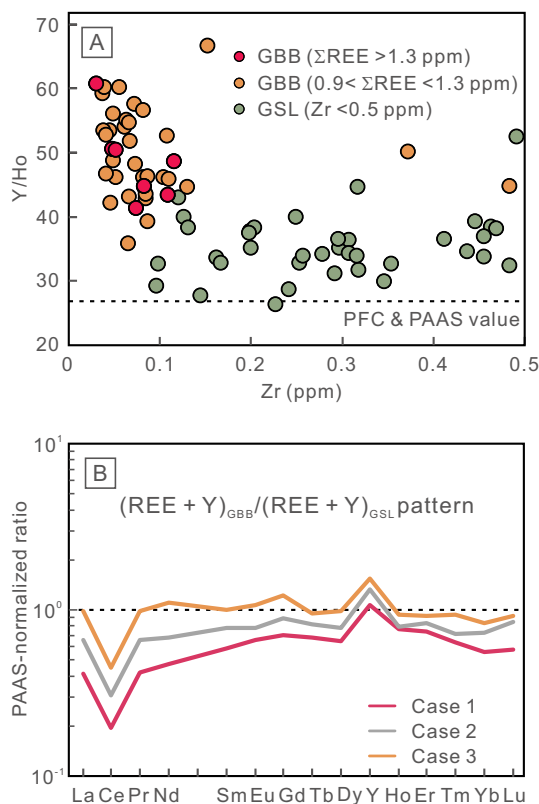 70
60
50
40
30
20
Y/Ho
A
GBB (ΣREE >1.3 ppm)
GBB (0.9< ΣREE <1.3 ppm)
GSL (Zr <0.5 ppm)
PFC & PAAS value
0 0.1 0.2 0.3 0.4 0.5
Zr (ppm)
10¹
10⁰
10⁻¹
PAAS-normalized ratio
B
(REE + Y)GBB/(REE + Y)GSL pattern
Case 1
Case 2
Case 3
La Ce Pr Nd Sm Eu Gd Tb Dy Y Ho Er Tm Yb Lu